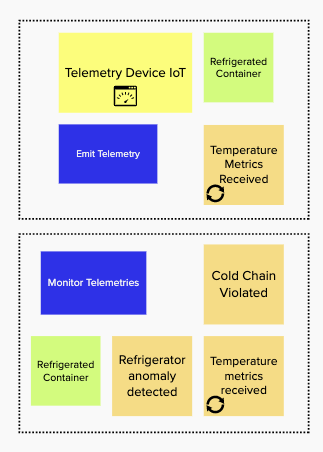 Telemetry Device IoT
Refrigerated
Container
Emit Telemetry
Temperature
Metrics
Received
Monitor Telemetries
Cold Chain
Violated
Refrigerated
Container
Refrigerator
anomaly
detected
Temperature
metrics
received